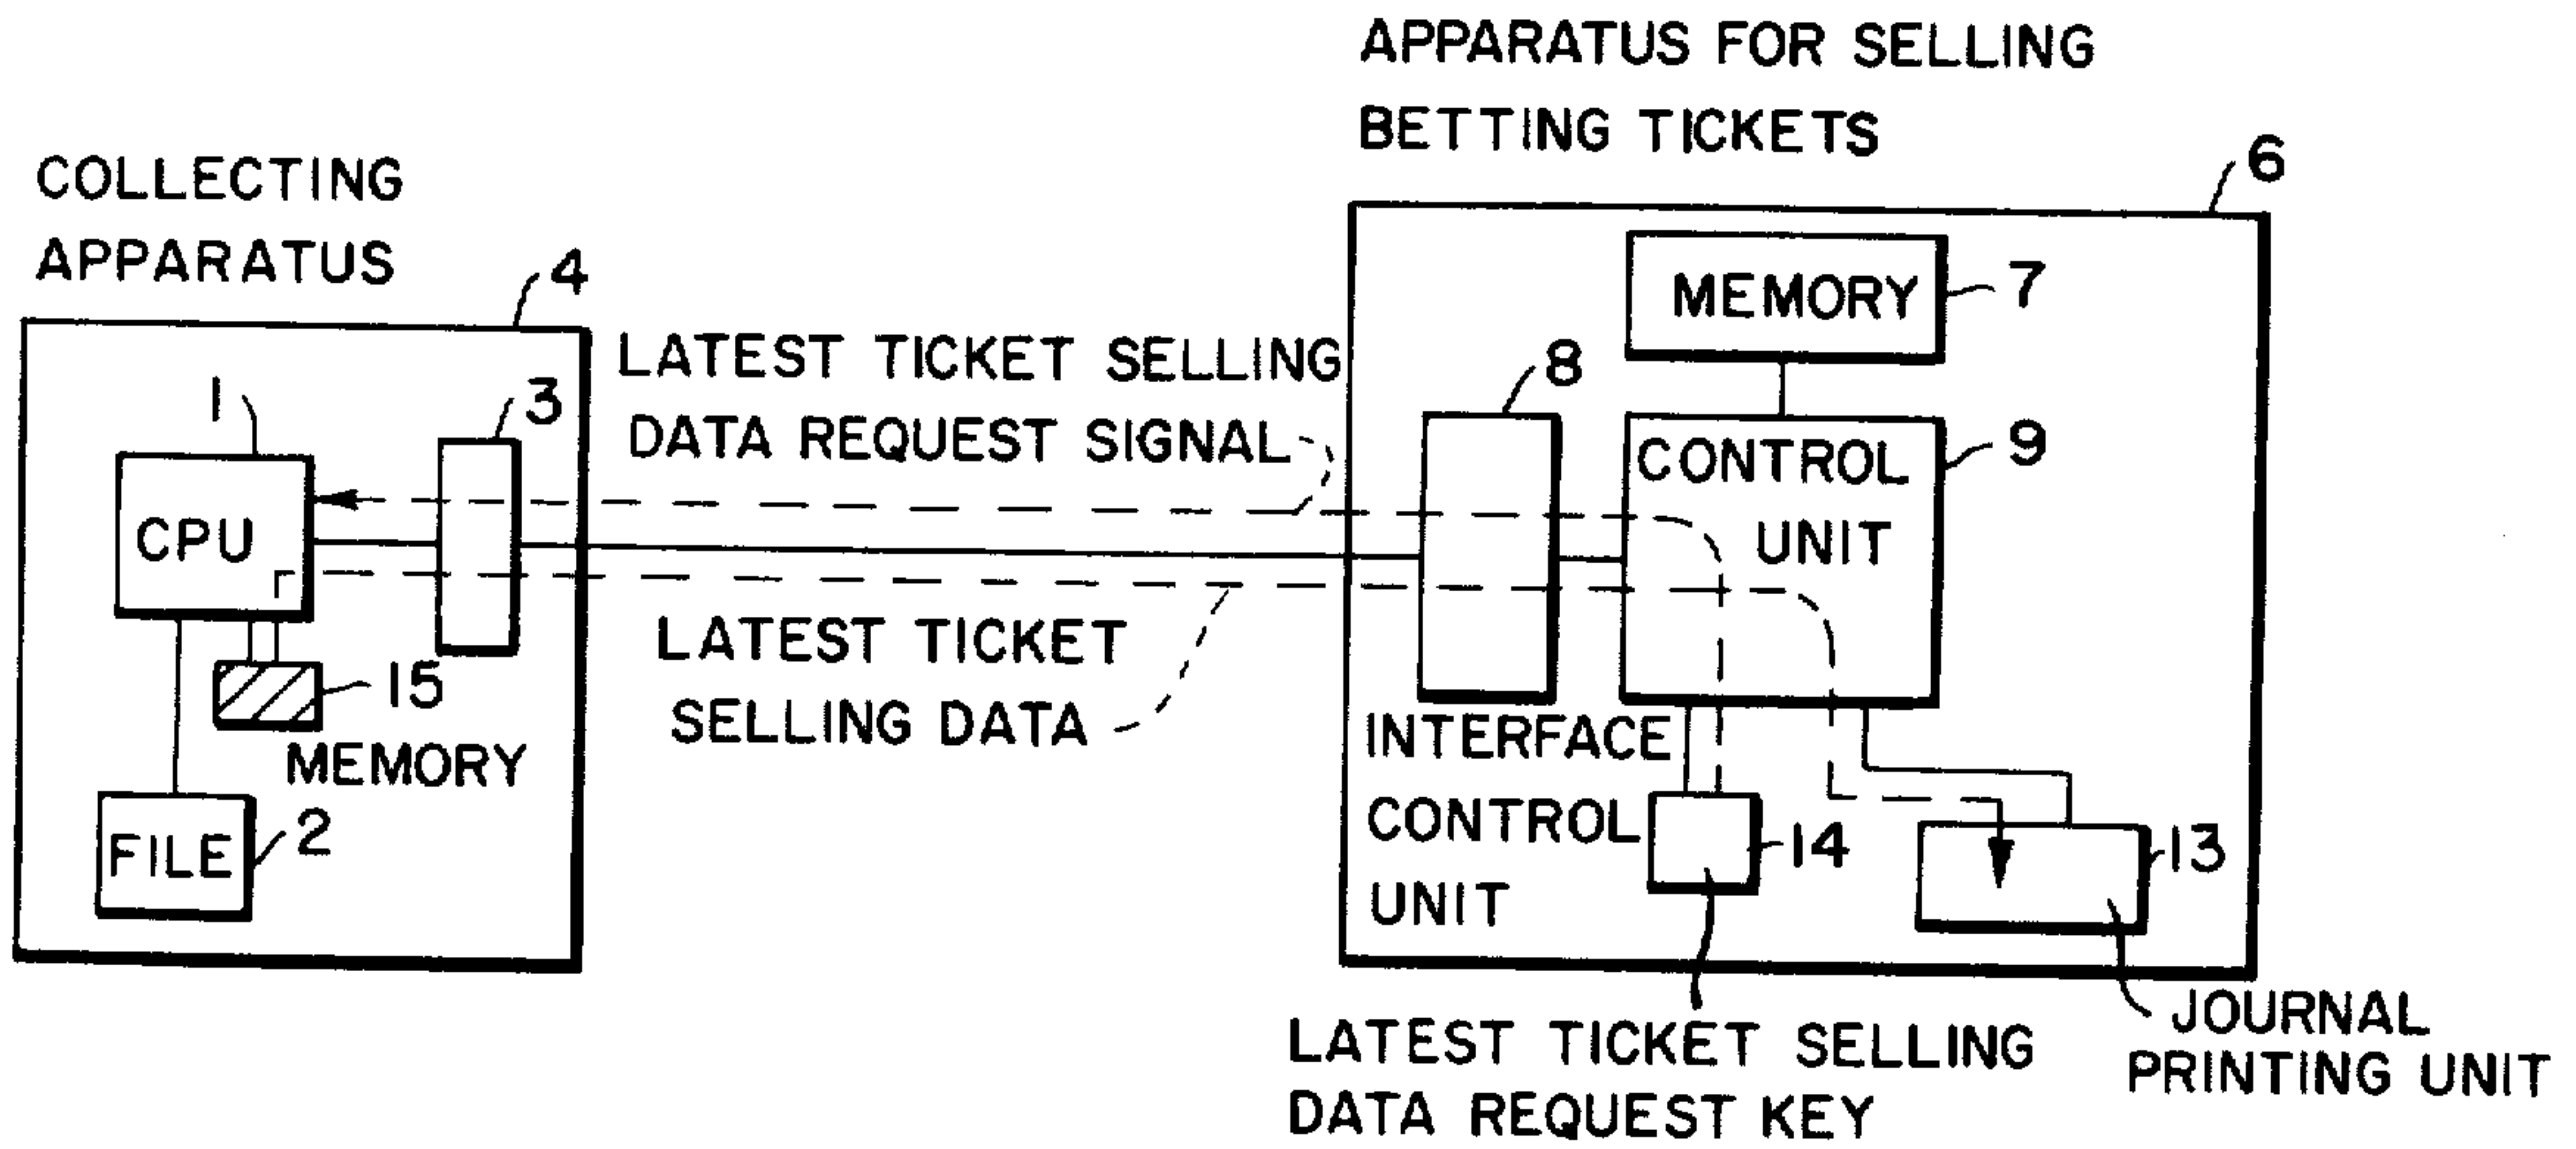 APPARATUS FOR SELLING
BETTING TICKETS
6
COLLECTING
APPARATUS
4
MEMORY
7
LATEST TICKET SELLING
DATA REQUEST SIGNAL
1
3
8
CONTROL
UNIT
9
CPU
LATEST TICKET
SELLING DATA
15
MEMORY
FILE
2
INTERFACE
CONTROL
UNIT
14
13
JOURNAL
PRINTING UNIT
LATEST TICKET SELLING
DATA REQUEST KEY